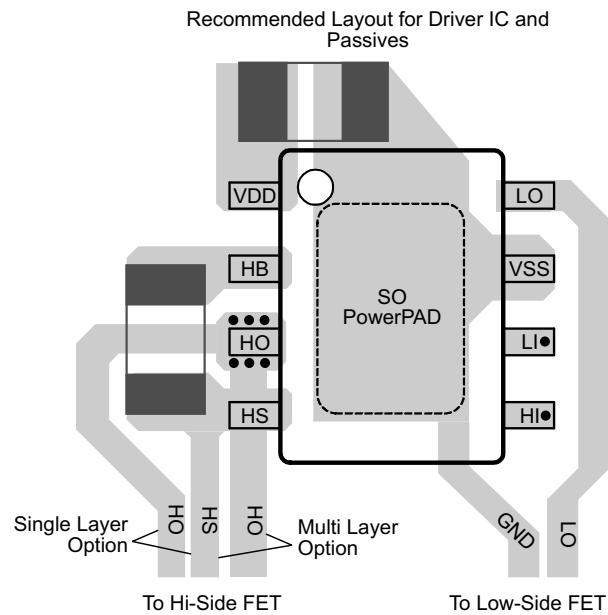 Recommended Layout for Driver IC and
Passives
VDD
LO
HB
VSS
SO
PowerPAD
HO
LI
HS
HI
HO
HS
HO
GND
LO
Single Layer
Option
Multi Layer
Option
To Hi-Side FET
To Low-Side FET